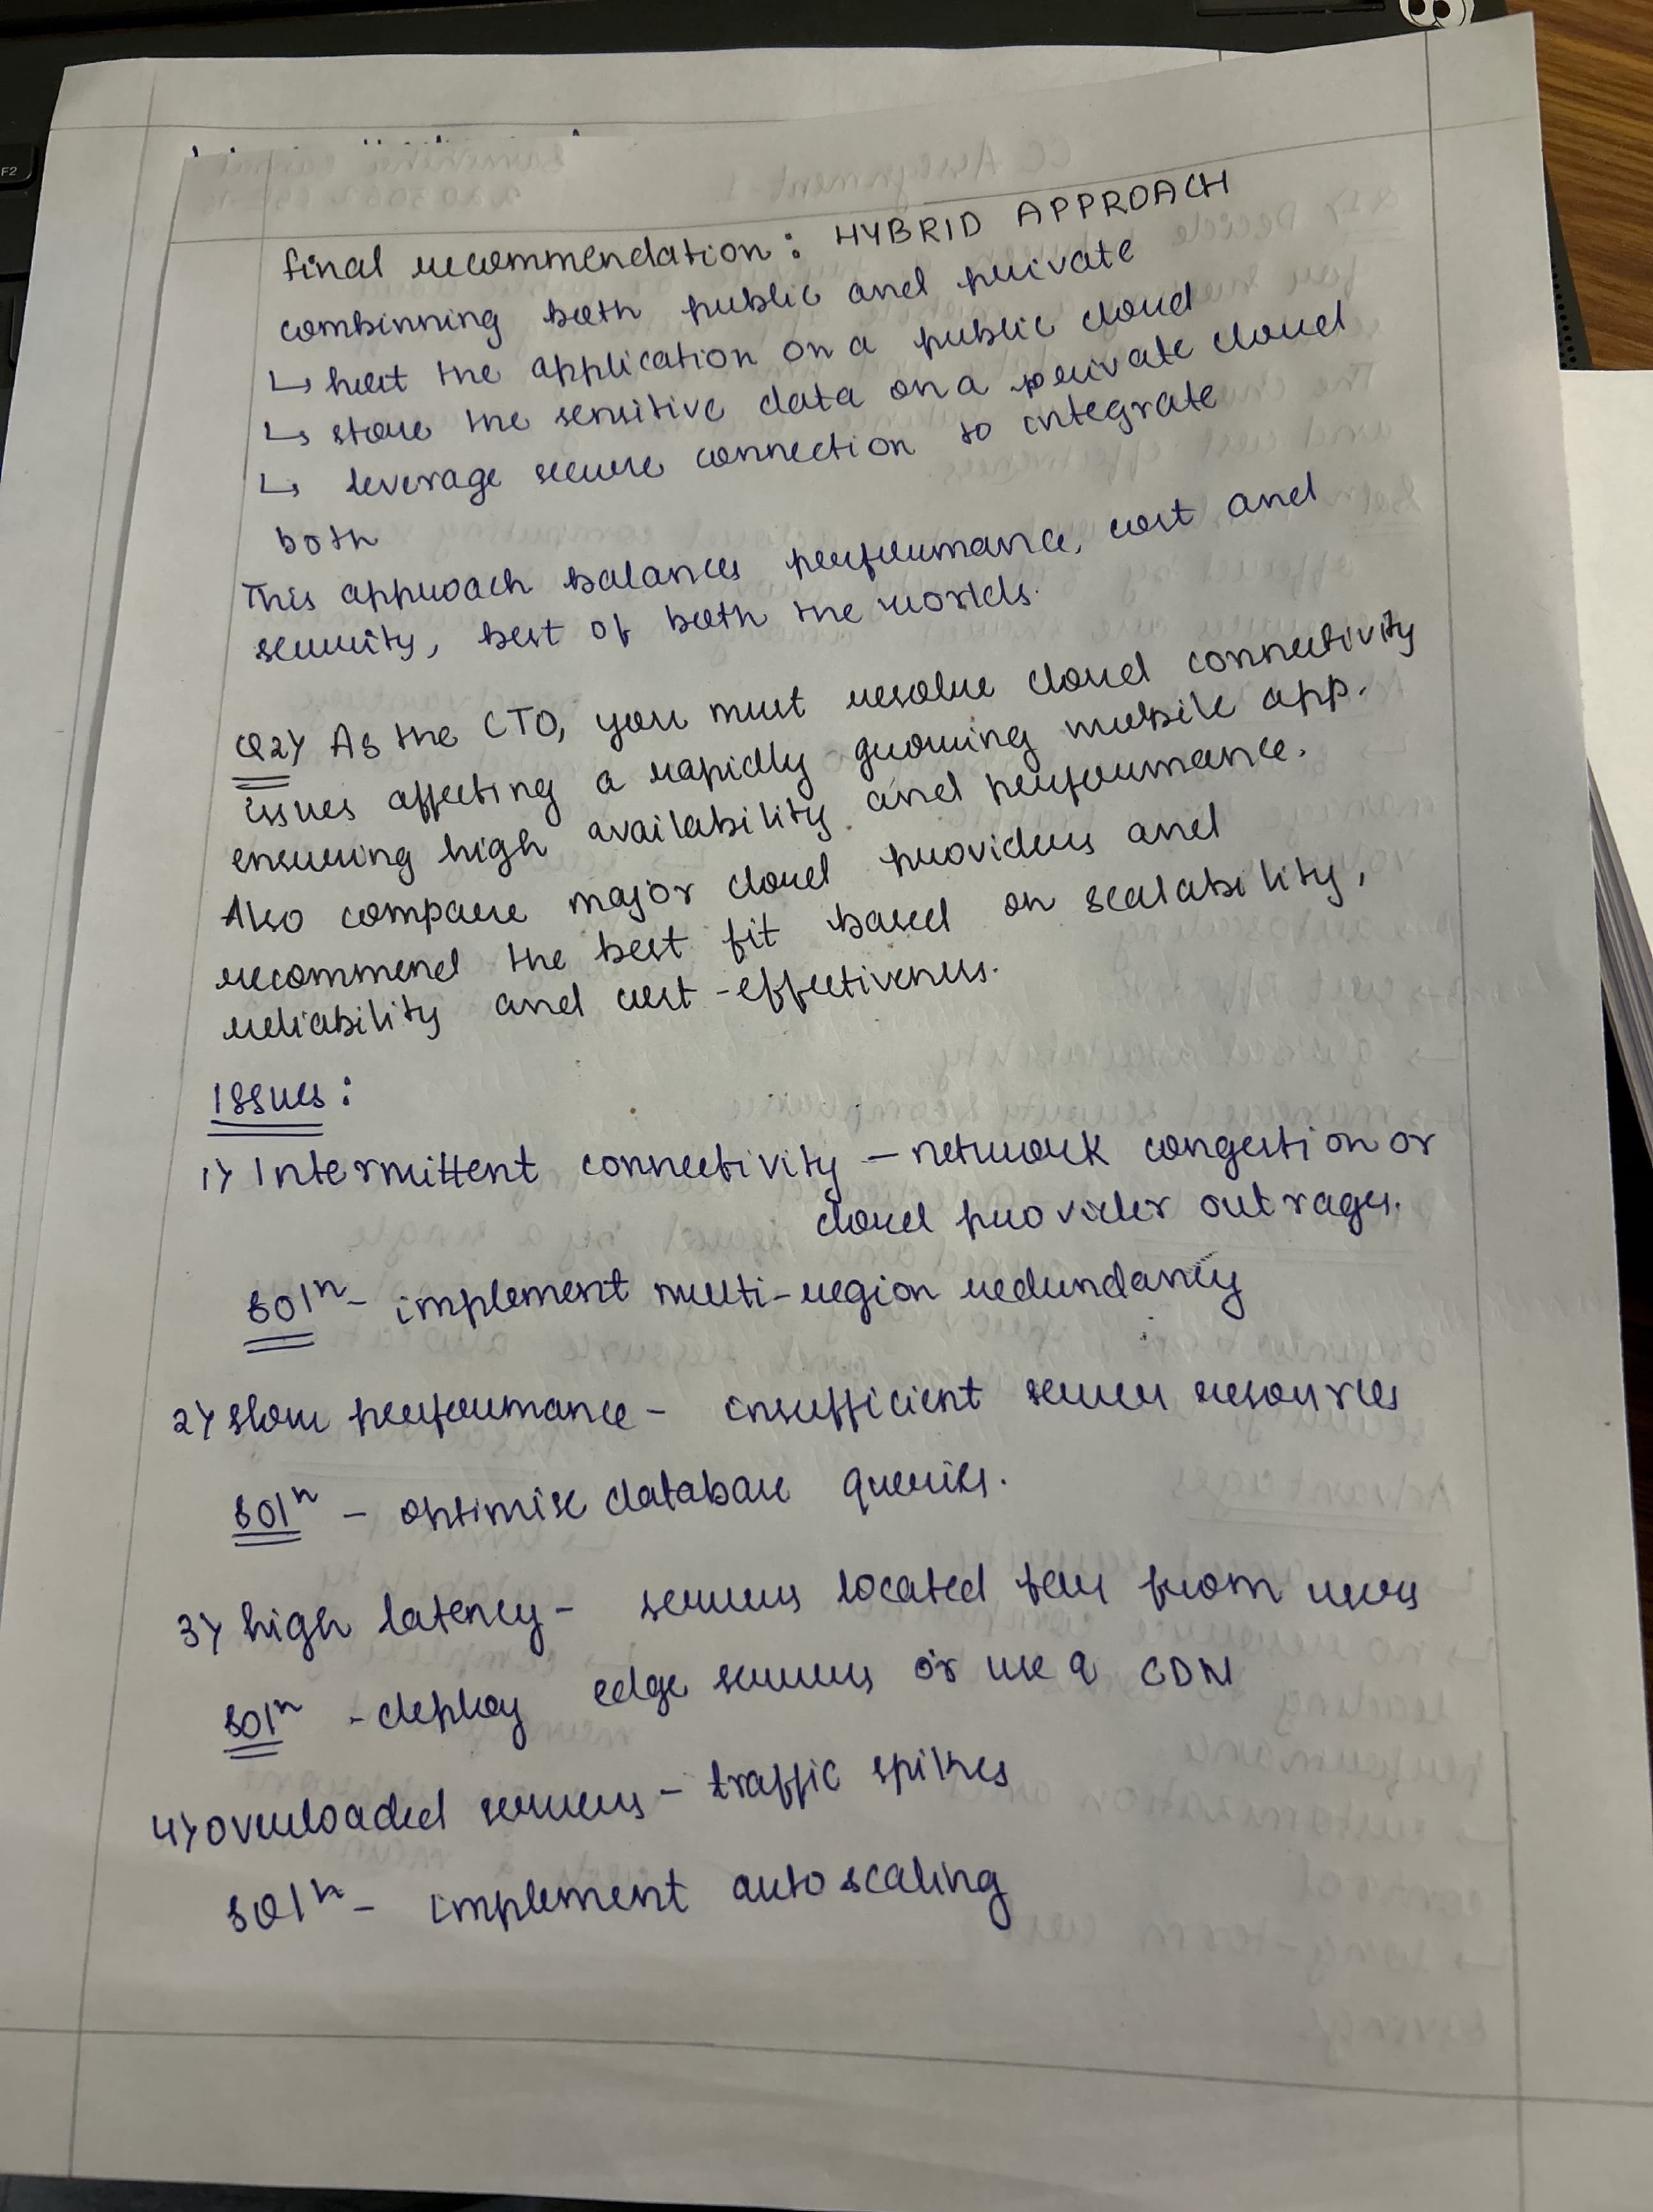 final recommendation: HYBRID APPROACH
combinning both public and private
↳ host the application on a public cloud
↳ store the sensitive data on a private cloud
↳ leverage secure connection to integrate
both
This approach balances performance, cost and
security, best of both the worlds.
Q2) As the CTO, you must resolve cloud connectivity
issues affecting a rapidly growing mobile app.
ensuring high availability and performance.
Also compare major cloud providers and
recommend the best fit based on scalability,
reliability and cost-effectiveness.
Issues:
1) Intermittent connectivity - network congestion or
cloud provider outrages.
soln - implement multi-region redundancy
2) slow performance - insufficient server resources
soln - optimise database queries.
3) high latency - servers located far from users
soln - deploy edge servers or use a CDN
4) overloaded servers - traffic spikes
soln - implement auto scaling
F2